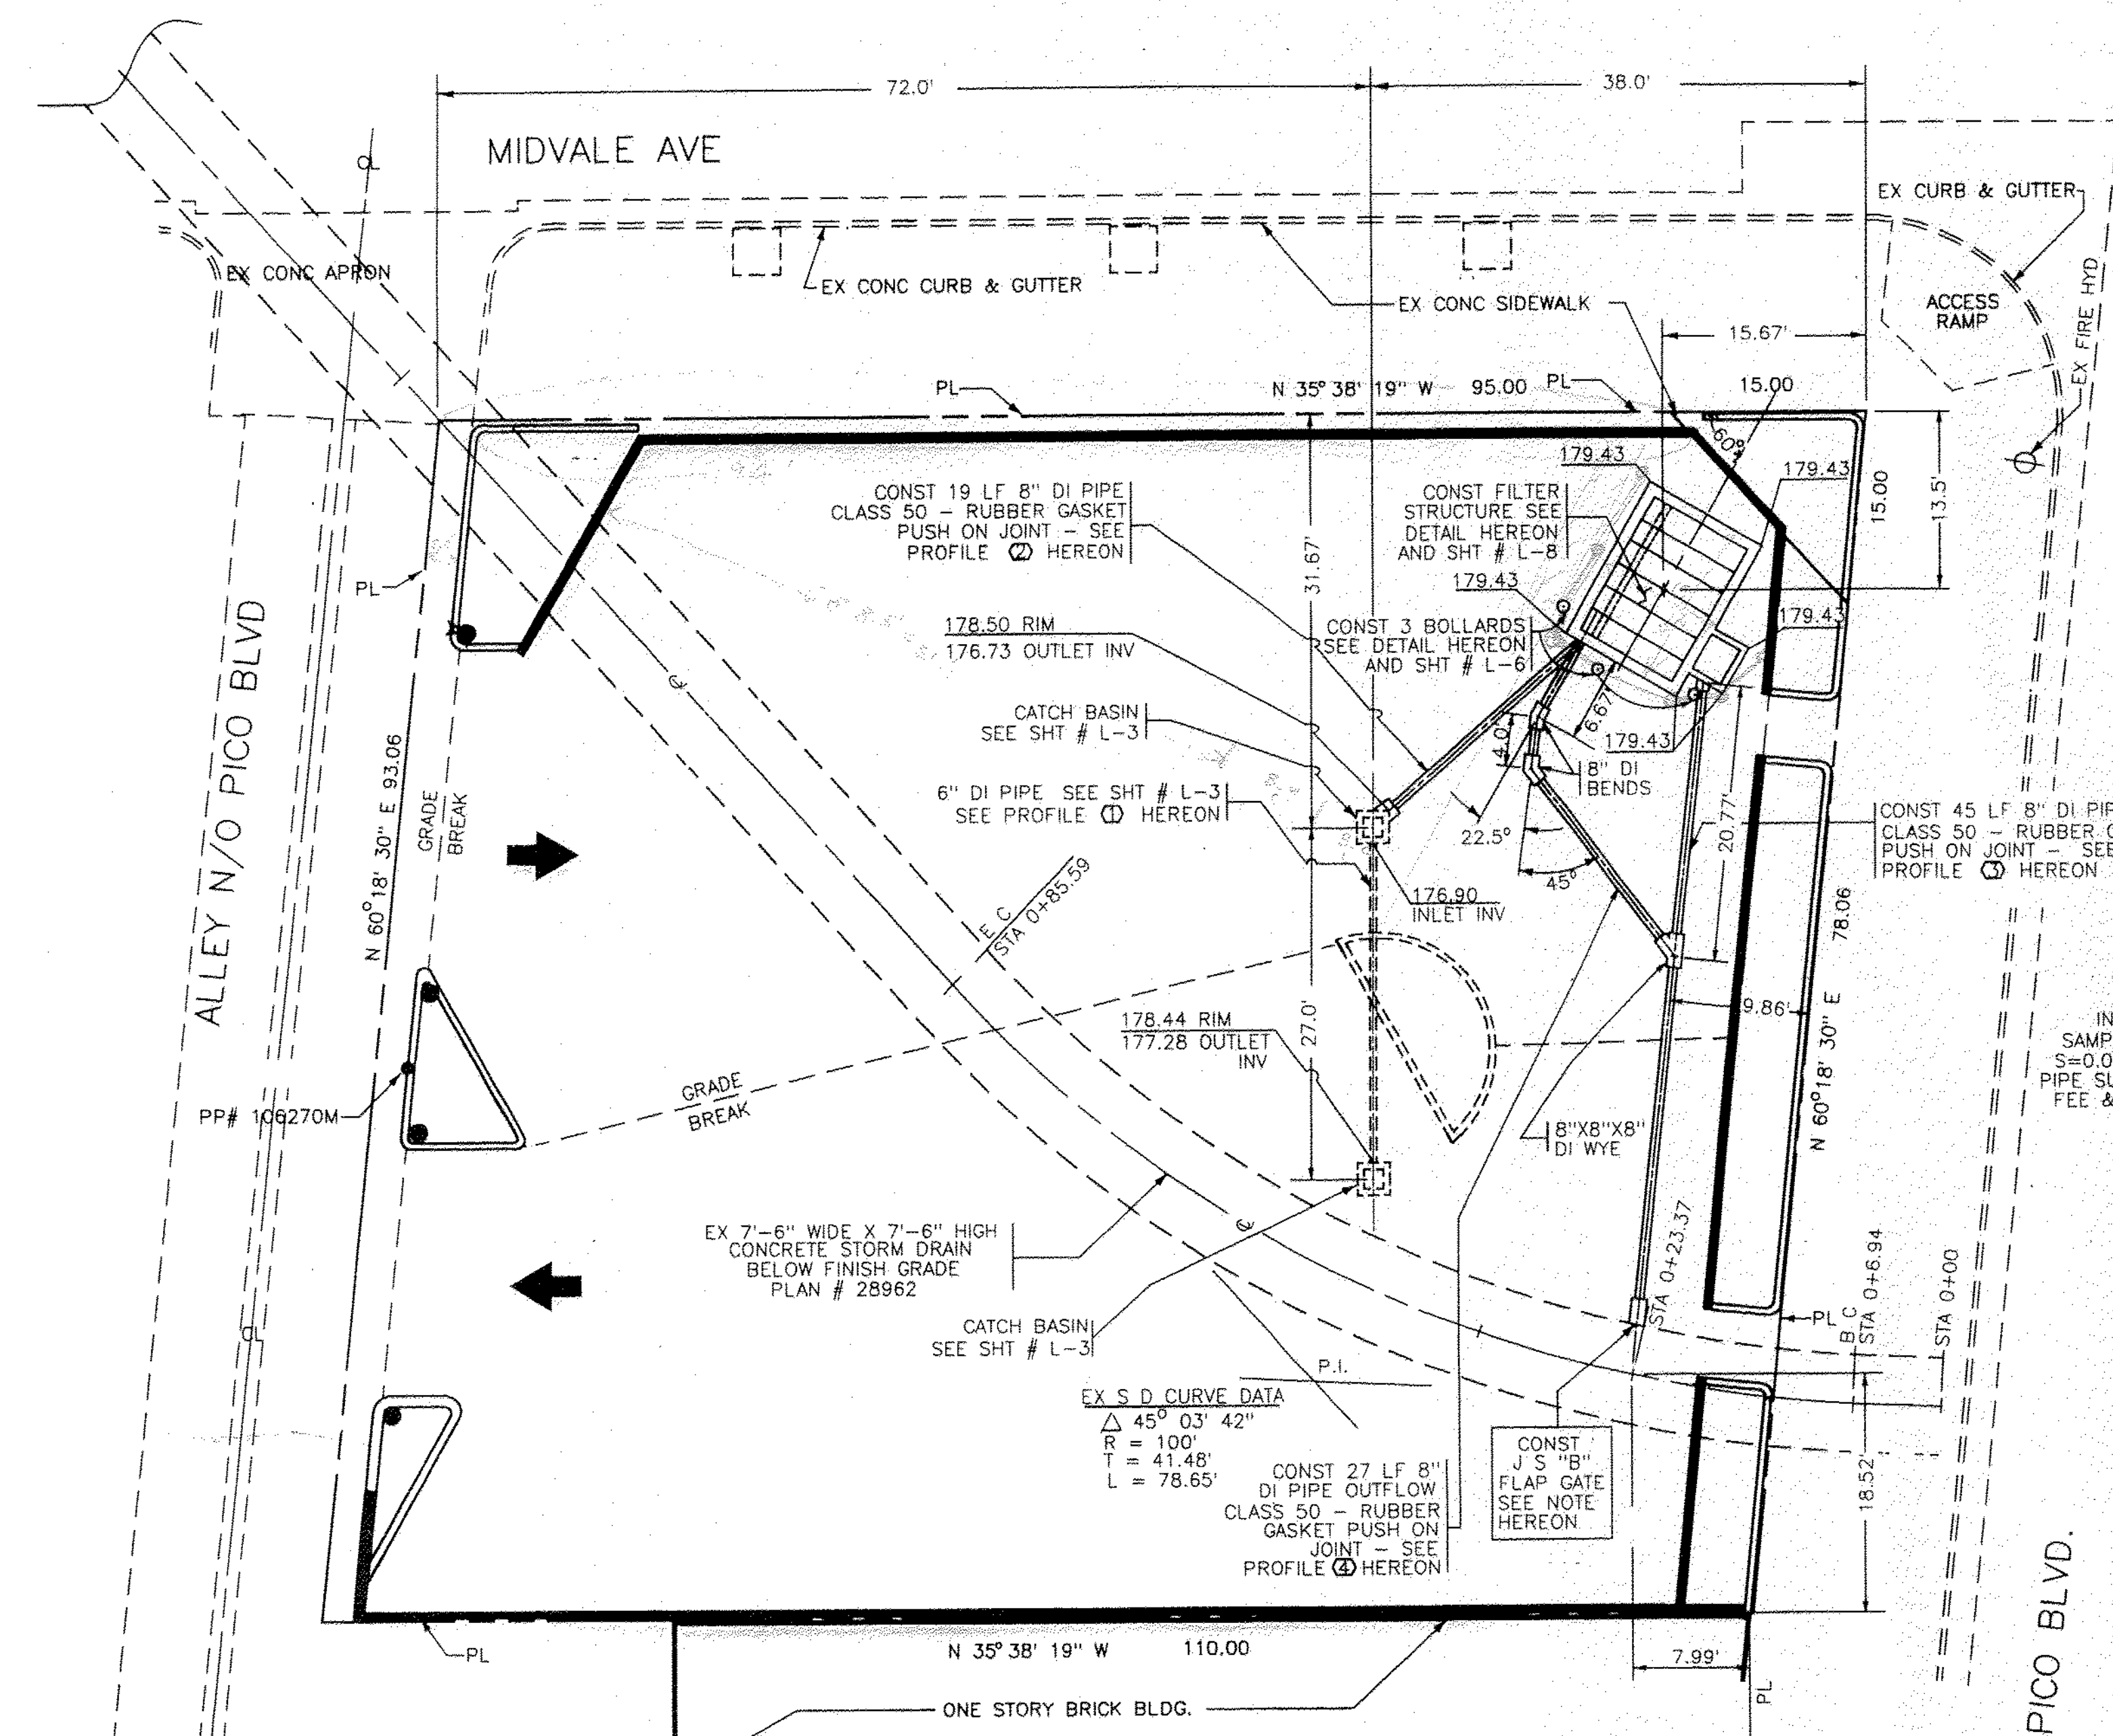 72.0'
38.0'
MIDVALE AVE
CL
EX CURB & GUTTER
EX CONC APRON
EX CONC CURB & GUTTER
EX CONC SIDEWALK
ACCESS
RAMP
EX FIRE HYD
15.67'
PL
N 35° 38' 19" W 95.00
PL
15.00
60°
179.43
179.43
15.00
13.5'
CONST 19 LF 8" DI PIPE
CLASS 50 – RUBBER GASKET
PUSH ON JOINT – SEE
PROFILE 2 HEREON
CONST FILTER
STRUCTURE SEE
DETAIL HEREON
AND SHT # L-8
31.67'
179.43
179.43
PL
178.50 RIM
176.73 OUTLET INV
CONST 3 BOLLARDS
SEE DETAIL HEREON
AND SHT # L-6
ALLEY N/O PICO BLVD
CATCH BASIN
SEE SHT # L-3
6.67'
4.0'
179.43
8" DI
BENDS
N 60° 18' 30" E 93.06
GRADE
BREAK
6" DI PIPE SEE SHT # L-3
SEE PROFILE 1 HEREON
22.5°
45°
20.77'
CONST 45 LF 8" DI PIP
CLASS 50 – RUBBER G
PUSH ON JOINT – SEE
PROFILE 3 HEREON
E C
STA 0+85.59
176.90
INLET INV
78.06
9.86'
N 60° 18' 30" E
178.44 RIM
177.28 OUTLET
INV
27.0'
IN
SAMP
S=0.0
PIPE SU
FEE &
GRADE
BREAK
PP# 106270M
8"X8"X8"
DI WYE
EX 7'-6" WIDE X 7'-6" HIGH
CONCRETE STORM DRAIN
BELOW FINISH GRADE
PLAN # 28962
CL
CATCH BASIN
SEE SHT # L-3
STA 0+23.37
PL
B C
STA 0+6.94
STA 0+00
P.I.
EX S D CURVE DATA
△ 45° 03' 42"
R = 100'
T = 41.48'
L = 78.65'
CONST 27 LF 8"
DI PIPE OUTFLOW
CLASS 50 – RUBBER
GASKET PUSH ON
JOINT – SEE
PROFILE 4 HEREON
CONST
J S "B"
FLAP GATE
SEE NOTE
HEREON
18.52'
PL
N 35° 38' 19" W 110.00
7.99'
PL
ONE STORY BRICK BLDG.
PICO BLVD.